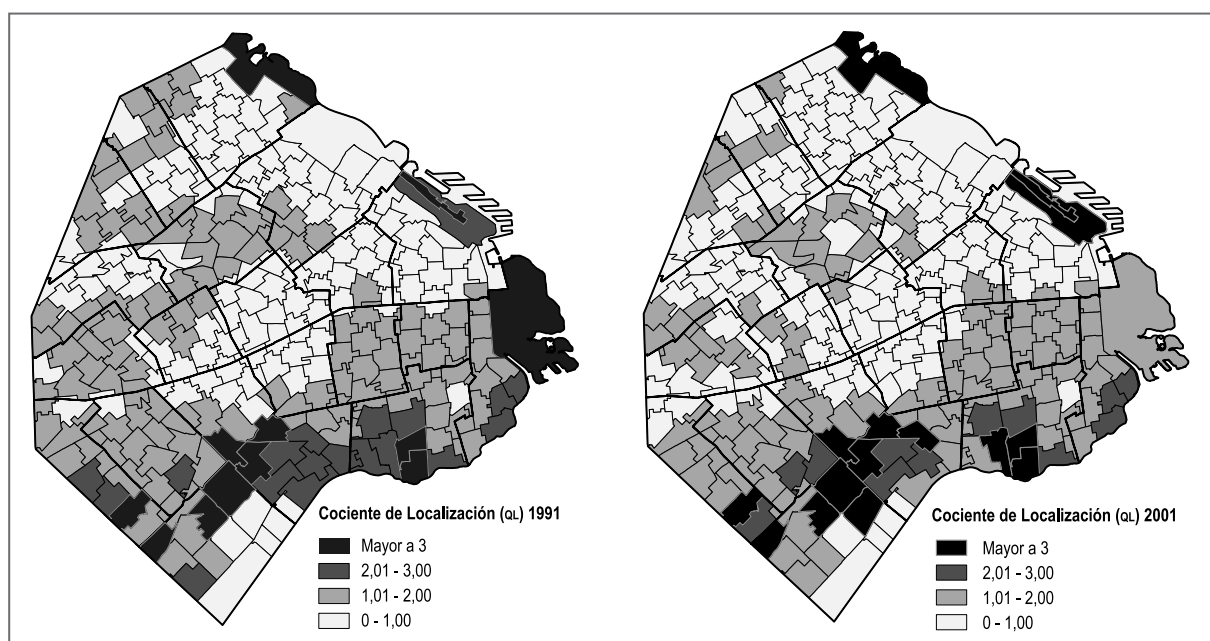 Cociente de Localización (QL) 1991
Mayor a 3
2,01 - 3,00
1,01 - 2,00
0 - 1,00
Cociente de Localización (QL) 2001
Mayor a 3
2,01 - 3,00
1,01 - 2,00
0 - 1,00